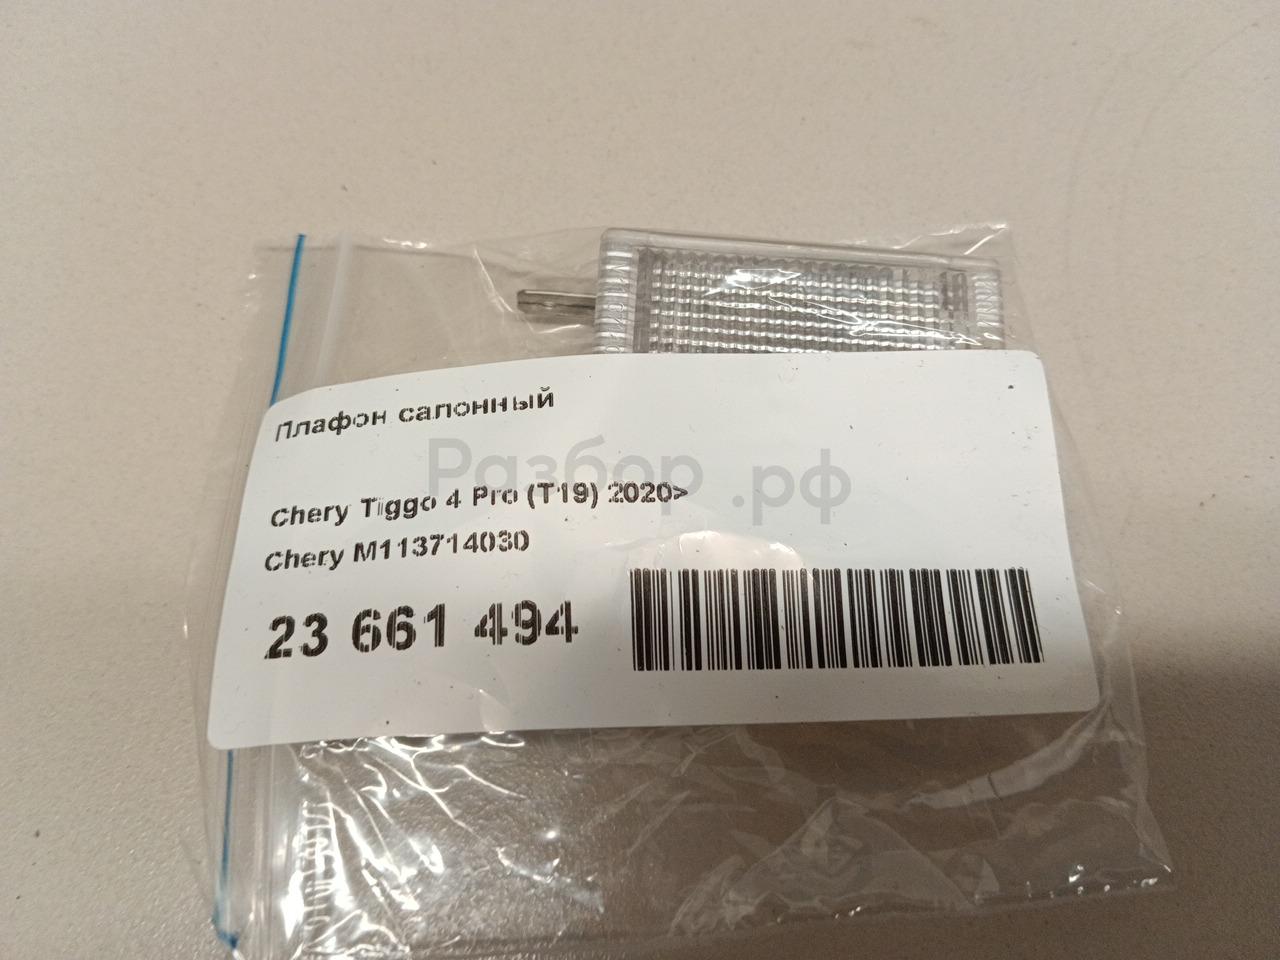 Плафон салонный
Разбор.рф
Chery Tiggo 4 Pro (T19) 2020>
Chery M113714030
23 661 494